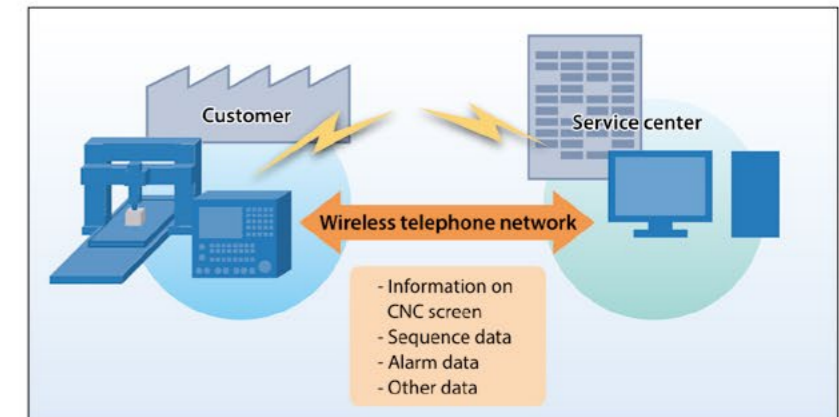 Customer
Service center
Wireless telephone network
- Information on
CNC screen
- Sequence data
- Alarm data
- Other data